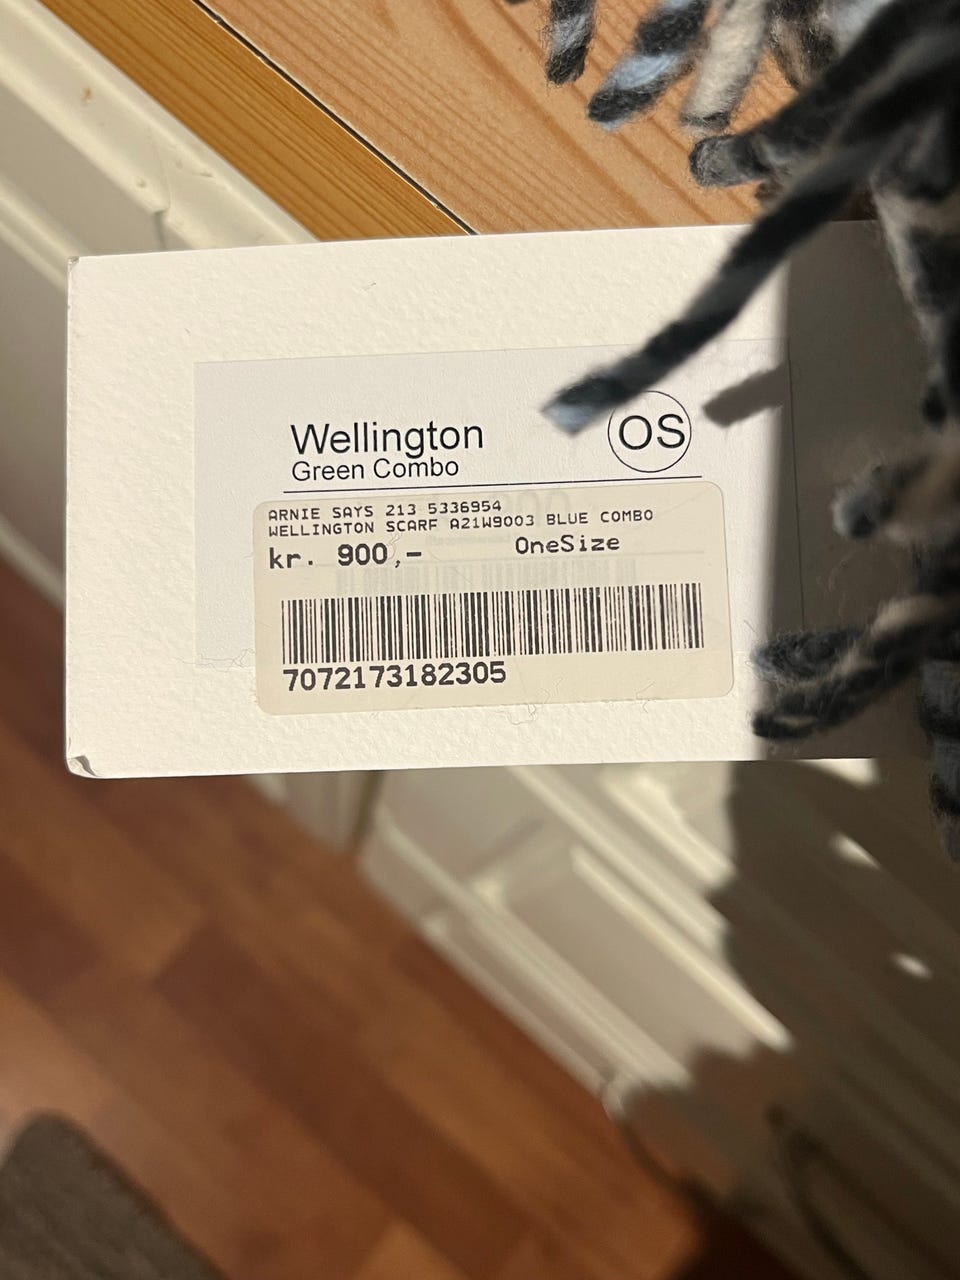 Wellington
OS
Green Combo
ARNIE SAYS 213 5336954
WELLINGTON SCARF A21W9003 BLUE COMBO
kr. 900,- OneSize
7072173182305